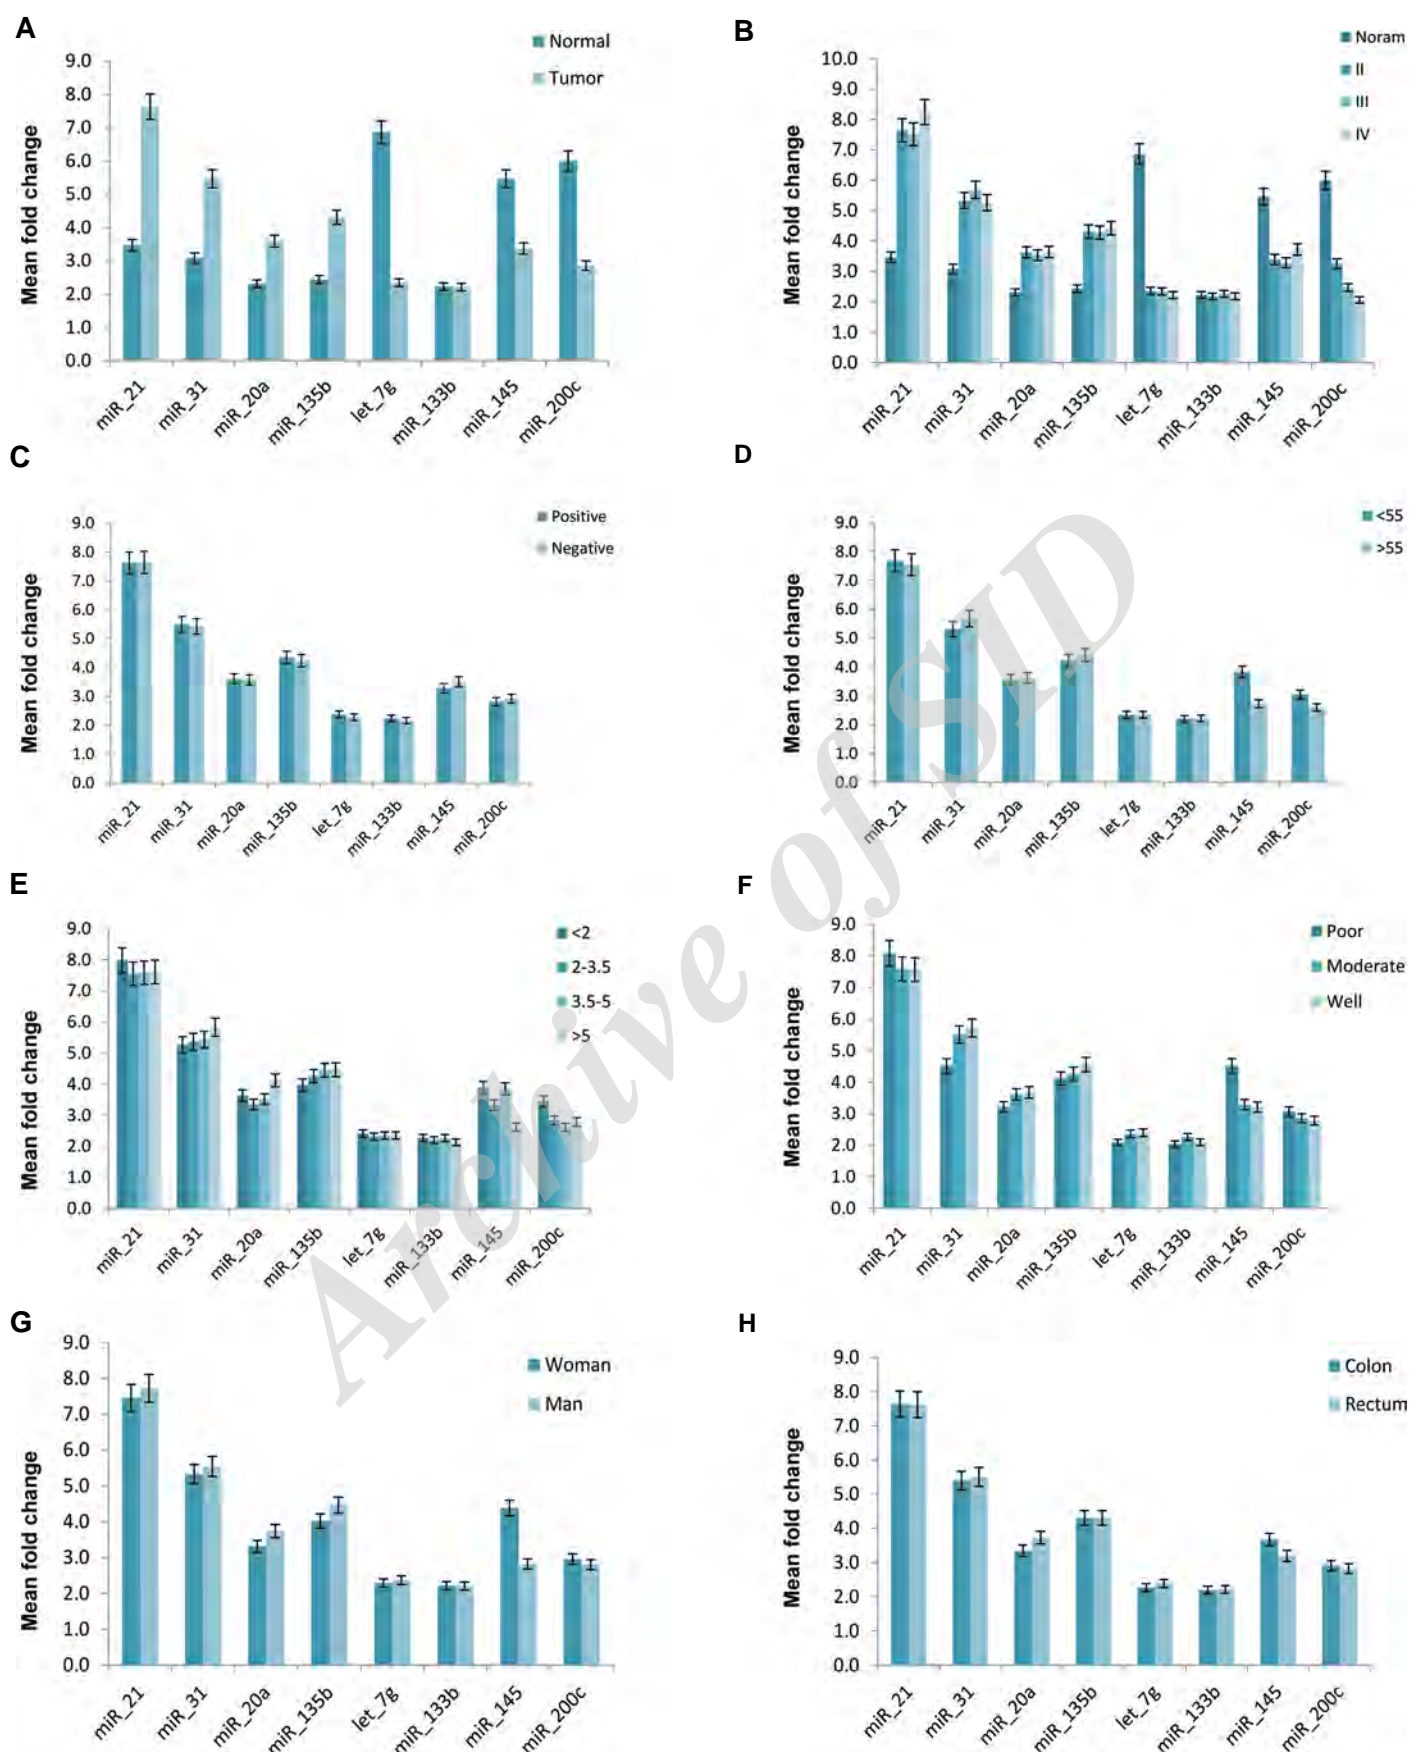 A
Normal
Tumor
Mean fold change
9.0
8.0
7.0
6.0
5.0
4.0
3.0
2.0
1.0
0.0
miR_21
miR_31
miR_20a
miR_135b
let_7g
miR_133b
miR_145
miR_200c
B
Noram
II
III
IV
Mean fold change
10.0
9.0
8.0
7.0
6.0
5.0
4.0
3.0
2.0
1.0
0.0
miR_21
miR_31
miR_20a
miR_135b
let_7g
miR_133b
miR_145
miR_200c
C
Positive
Negative
Mean fold change
9.0
8.0
7.0
6.0
5.0
4.0
3.0
2.0
1.0
0.0
miR_21
miR_31
miR_20a
miR_135b
let_7g
miR_133b
miR_145
miR_200c
D
<55
>55
Mean fold change
9.0
8.0
7.0
6.0
5.0
4.0
3.0
2.0
1.0
0.0
miR_21
miR_31
miR_20a
miR_135b
let_7g
miR_133b
miR_145
miR_200c
E
<2
2-3.5
3.5-5
>5
Mean fold change
9.0
8.0
7.0
6.0
5.0
4.0
3.0
2.0
1.0
0.0
miR_21
miR_31
miR_20a
miR_135b
let_7g
miR_133b
miR_145
miR_200c
F
Poor
Moderate
Well
Mean fold change
9.0
8.0
7.0
6.0
5.0
4.0
3.0
2.0
1.0
0.0
miR_21
miR_31
miR_20a
miR_135b
let_7g
miR_133b
miR_145
miR_200c
G
Woman
Man
Mean fold change
9.0
8.0
7.0
6.0
5.0
4.0
3.0
2.0
1.0
0.0
miR_21
miR_31
miR_20a
miR_135b
let_7g
miR_133b
miR_145
miR_200c
H
Colon
Rectum
Mean fold change
9.0
8.0
7.0
6.0
5.0
4.0
3.0
2.0
1.0
0.0
miR_21
miR_31
miR_20a
miR_135b
let_7g
miR_133b
miR_145
miR_200c
Archive of SID